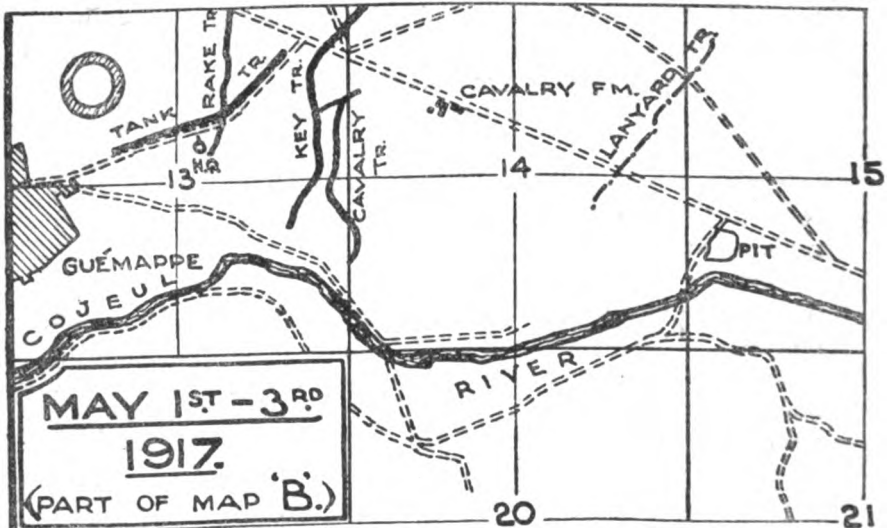 TANK TR.
RAKE TR.
KEY TR.
CAVALRY TR.
CAVALRY FM.
LANYARD TR.
H.Q.
13
14
15
GUÉMAPPE
PIT
COJEUL
RIVER
MAY 1ST - 3RD
1917.
(PART OF MAP 'B'.)
20
21